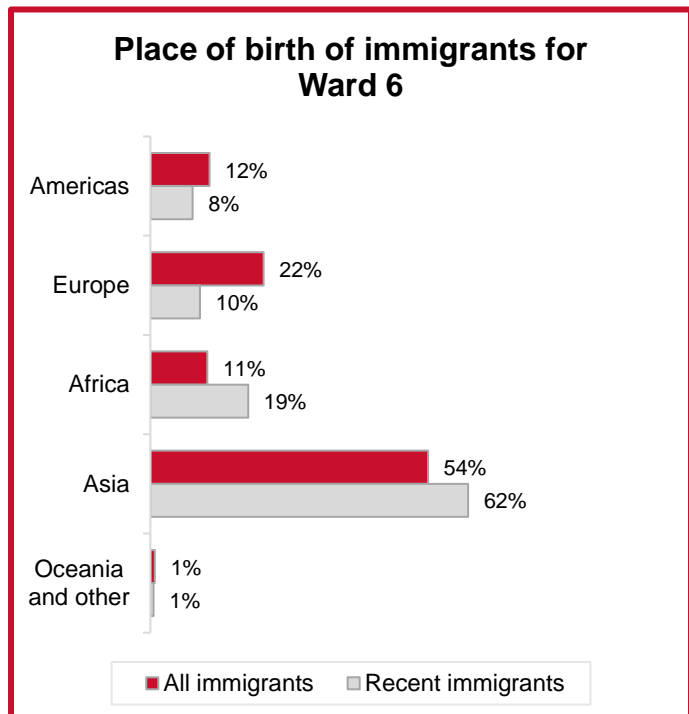 Place of birth of immigrants for
Ward 6
Americas
12%
8%
Europe
22%
10%
Africa
11%
19%
Asia
54%
62%
Oceania
and other
1%
1%
All immigrants
Recent immigrants